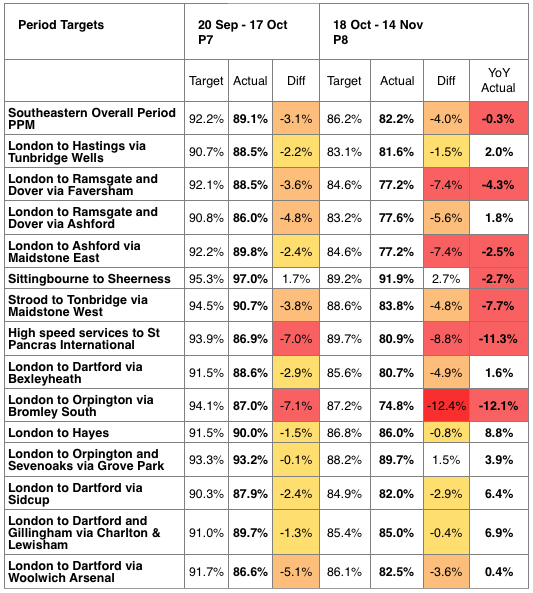 Period Targets 20 Sep - 17 Oct 18 Oct - 14 Nov
P7 P8
Target Actual Diff Target Actual Diff YoY
Actual
Southeastern Overall Period
PPM 92.2% 89.1% -3.1% 86.2% 82.2% -4.0% -0.3%
London to Hastings via
Tunbridge Wells 90.7% 88.5% -2.2% 83.1% 81.6% -1.5% 2.0%
London to Ramsgate and
Dover via Faversham 92.1% 88.5% -3.6% 84.6% 77.2% -7.4% -4.3%
London to Ramsgate and
Dover via Ashford 90.8% 86.0% -4.8% 83.2% 77.6% -5.6% 1.8%
London to Ashford via
Maidstone East 92.2% 89.8% -2.4% 84.6% 77.2% -7.4% -2.5%
Sittingbourne to Sheerness 95.3% 97.0% 1.7% 89.2% 91.9% 2.7% -2.7%
Strood to Tonbridge via
Maidstone West 94.5% 90.7% -3.8% 88.6% 83.8% -4.8% -7.7%
High speed services to St
Pancras International 93.9% 86.9% -7.0% 89.7% 80.9% -8.8% -11.3%
London to Dartford via
Bexleyheath 91.5% 88.6% -2.9% 85.6% 80.7% -4.9% 1.6%
London to Orpington via
Bromley South 94.1% 87.0% -7.1% 87.2% 74.8% -12.4% -12.1%
London to Hayes 91.5% 90.0% -1.5% 86.8% 86.0% -0.8% 8.8%
London to Orpington and
Sevenoaks via Grove Park 93.3% 93.2% -0.1% 88.2% 89.7% 1.5% 3.9%
London to Dartford via
Sidcup 90.3% 87.9% -2.4% 84.9% 82.0% -2.9% 6.4%
London to Dartford and
Gillingham via Charlton &
Lewisham 91.0% 89.7% -1.3% 85.4% 85.0% -0.4% 6.9%
London to Dartford via
Woolwich Arsenal 91.7% 86.6% -5.1% 86.1% 82.5% -3.6% 0.4%